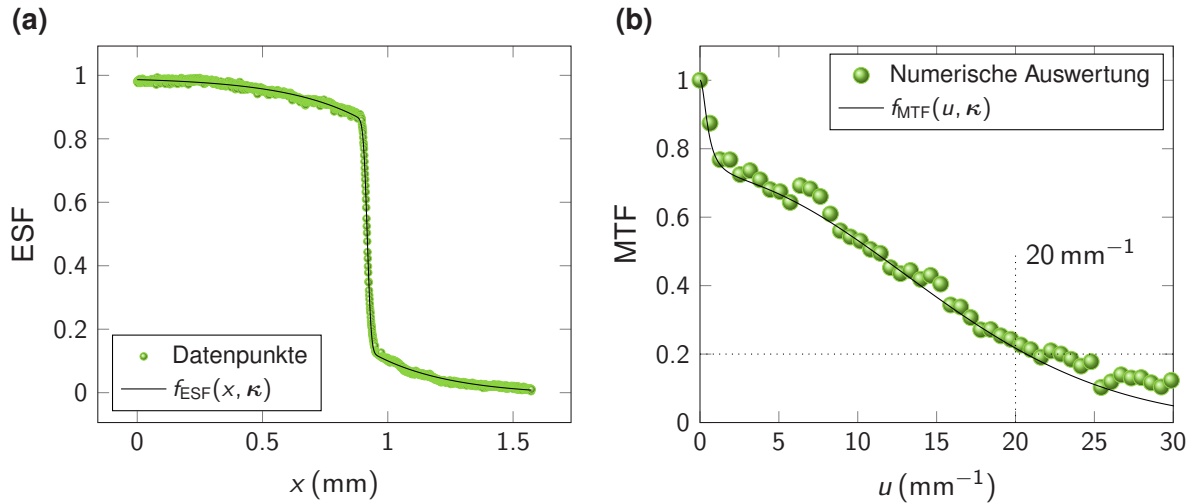 (a)
ESF
1
0.8
0.6
0.4
0.2
0
Datenpunkte
f_ESF(x, κ)
0
0.5
1
1.5
x (mm)
(b)
MTF
1
0.8
0.6
0.4
0.2
0
Numerische Auswertung
f_MTF(u, κ)
20 mm⁻¹
0
5
10
15
20
25
30
u (mm⁻¹)